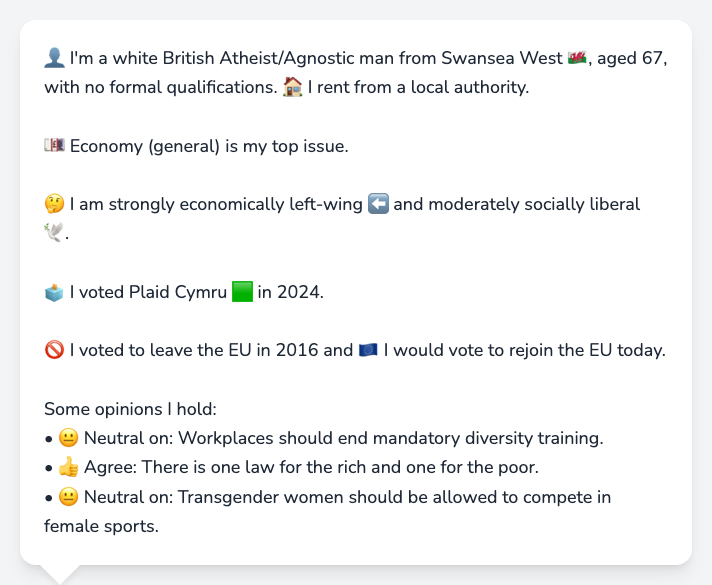 👤 I'm a white British Atheist/Agnostic man from Swansea West 🏴󠁧󠁢󠁷󠁬󠁳󠁿, aged 67,
with no formal qualifications. 🏠 I rent from a local authority.
💷 Economy (general) is my top issue.
🤔 I am strongly economically left-wing ⬅️ and moderately socially liberal
🕊️.
🗳️ I voted Plaid Cymru 🟩 in 2024.
🚫 I voted to leave the EU in 2016 and 🇪🇺 I would vote to rejoin the EU today.
Some opinions I hold:
• 😐 Neutral on: Workplaces should end mandatory diversity training.
• 👍 Agree: There is one law for the rich and one for the poor.
• 😐 Neutral on: Transgender women should be allowed to compete in
female sports.